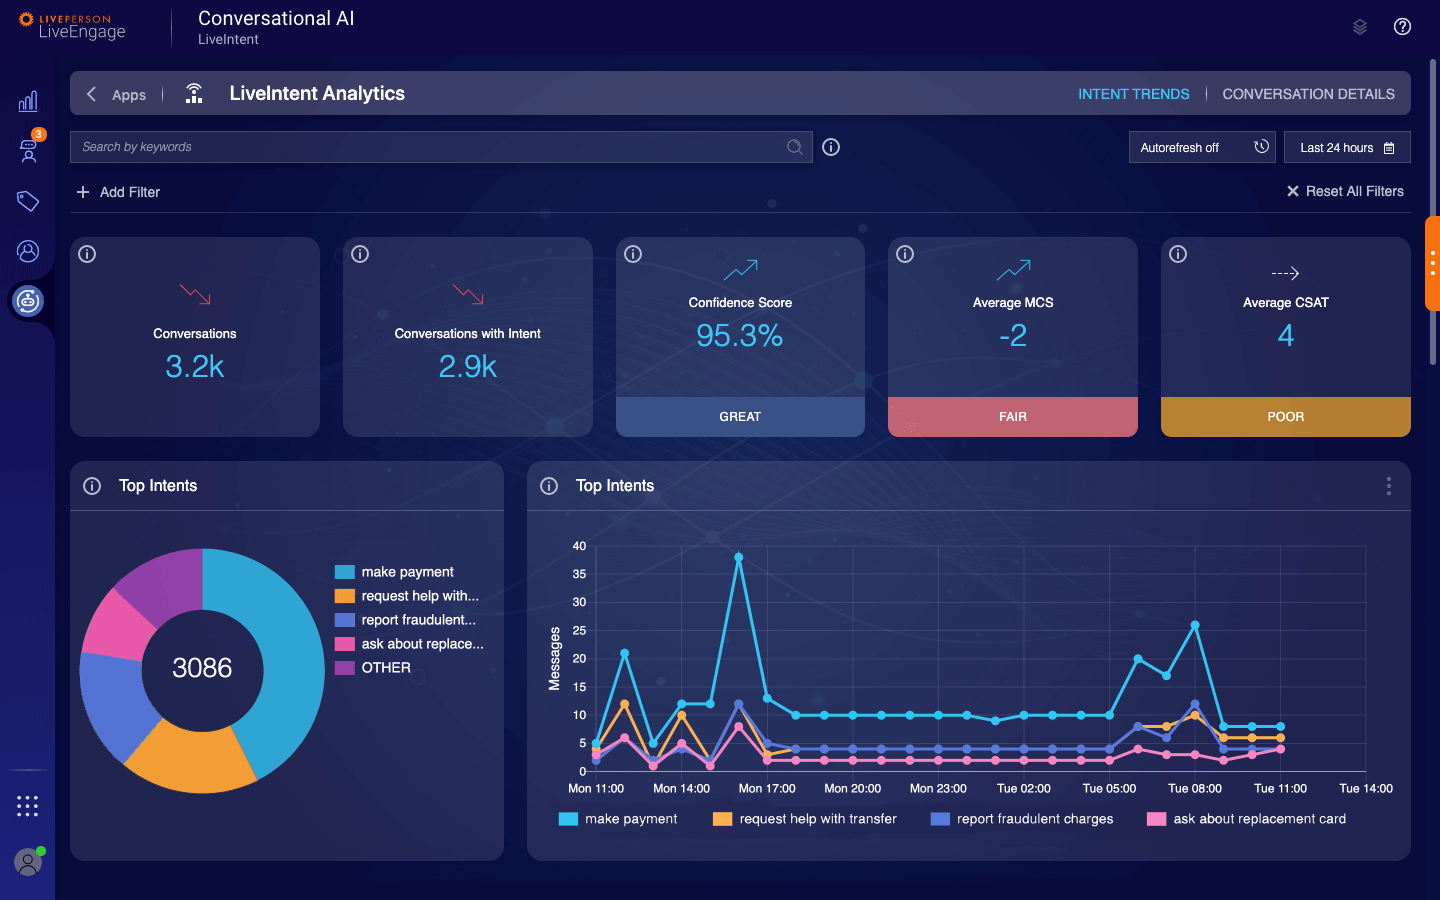 LIVEPERSON
LiveEngage
Conversational AI
LiveIntent
3
Apps
LiveIntent Analytics
INTENT TRENDS
CONVERSATION DETAILS
Search by keywords
Autorefresh off
Last 24 hours
Add Filter
Reset All Filters
Conversations
3.2k
Conversations with Intent
2.9k
Confidence Score
95.3%
GREAT
Average MCS
-2
FAIR
Average CSAT
4
POOR
Top Intents
3086
make payment
request help with...
report fraudulent...
ask about replace...
OTHER
Top Intents
Messages
40
35
30
25
20
15
10
5
0
Mon 11:00
Mon 14:00
Mon 17:00
Mon 20:00
Mon 23:00
Tue 02:00
Tue 05:00
Tue 08:00
Tue 11:00
Tue 14:00
make payment
request help with transfer
report fraudulent charges
ask about replacement card